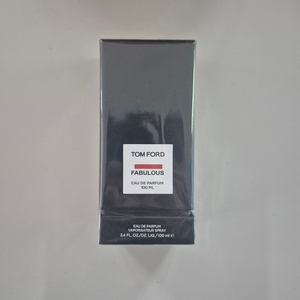 TOM FORD
FABULOUS
EAU DE PARFUM
100 ML
EAU DE PARFUM
VAPORISATEUR SPRAY
3.4 FL.OZ./OZ. LIQ./100 ml ℮